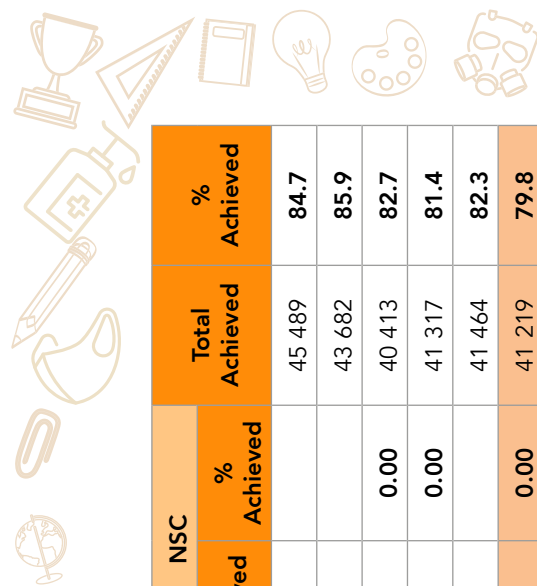 NSC
ved
%
Achieved
Total
Achieved
%
Achieved
45 489 84.7
43 682 85.9
0.00 40 413 82.7
0.00 41 317 81.4
41 464 82.3
0.00 41 219 79.8